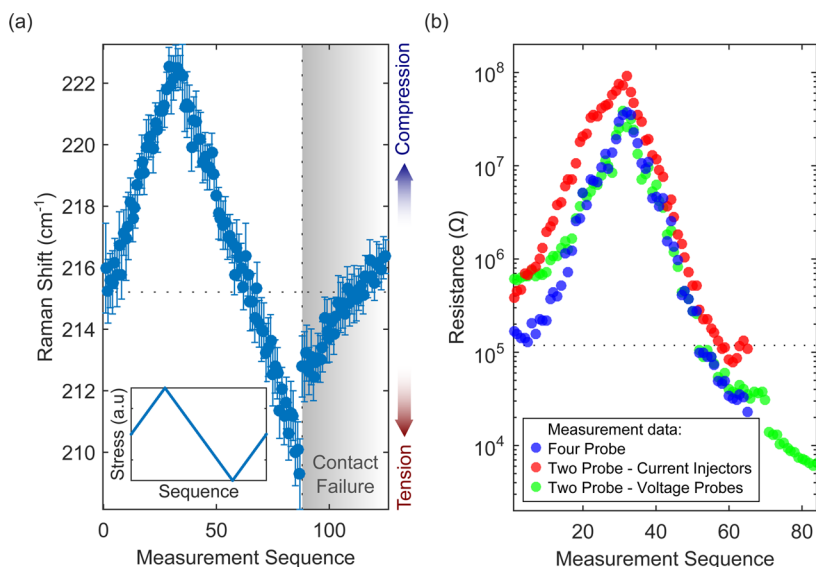 (a)
Raman Shift (cm⁻¹)
222
220
218
216
215
214
212
211
210
0
50
100
Measurement Sequence
Stress (a.u)
Sequence
Contact
Failure
Compression
Tension
(b)
Resistance (Ω)
10⁸
10⁷
10⁶
10⁵
10⁴
20
40
60
80
Measurement Sequence
Measurement data:
Four Probe
Two Probe - Current Injectors
Two Probe - Voltage Probes